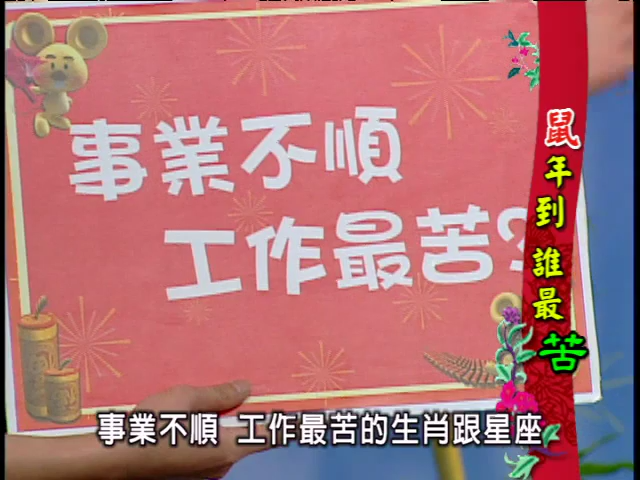 事業不順
工作最苦?
鼠年到 誰最苦
事業不順 工作最苦的生肖跟星座